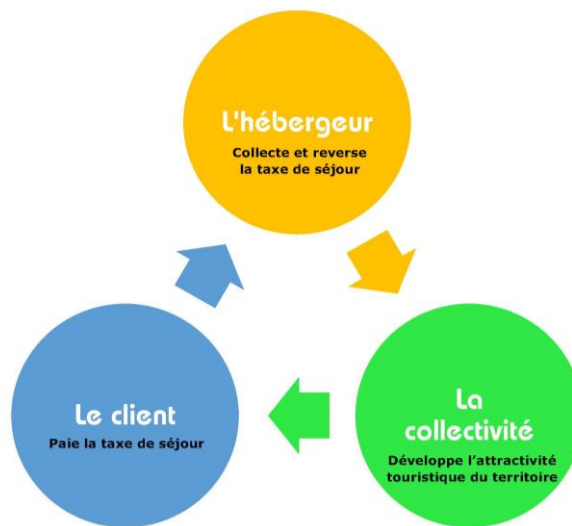 L'hébergeur
Collecte et reverse
la taxe de séjour
Le client
Paie la taxe de séjour
La
collectivité
Développe l'attractivité
touristique du territoire